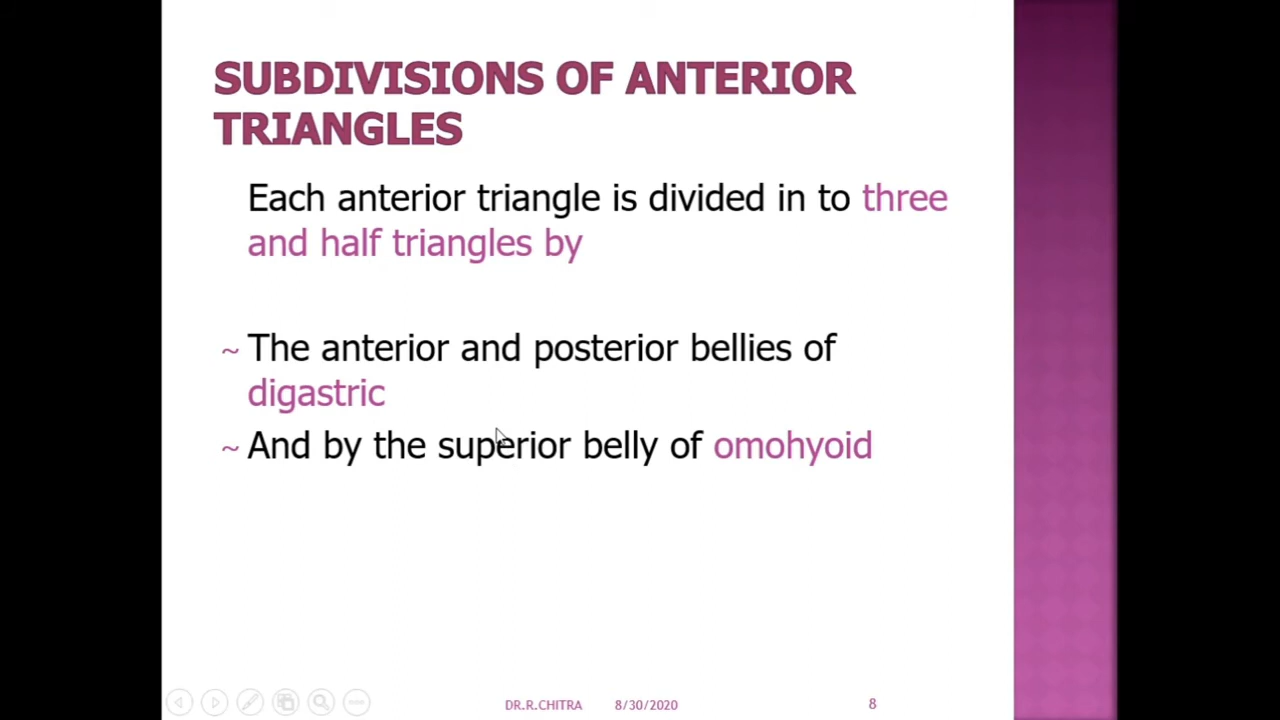 SUBDIVISIONS OF ANTERIOR
TRIANGLES
Each anterior triangle is divided in to three
and half triangles by
~ The anterior and posterior bellies of
digastric
~ And by the superior belly of omohyoid
DR.R.CHITRA 8/30/2020 8